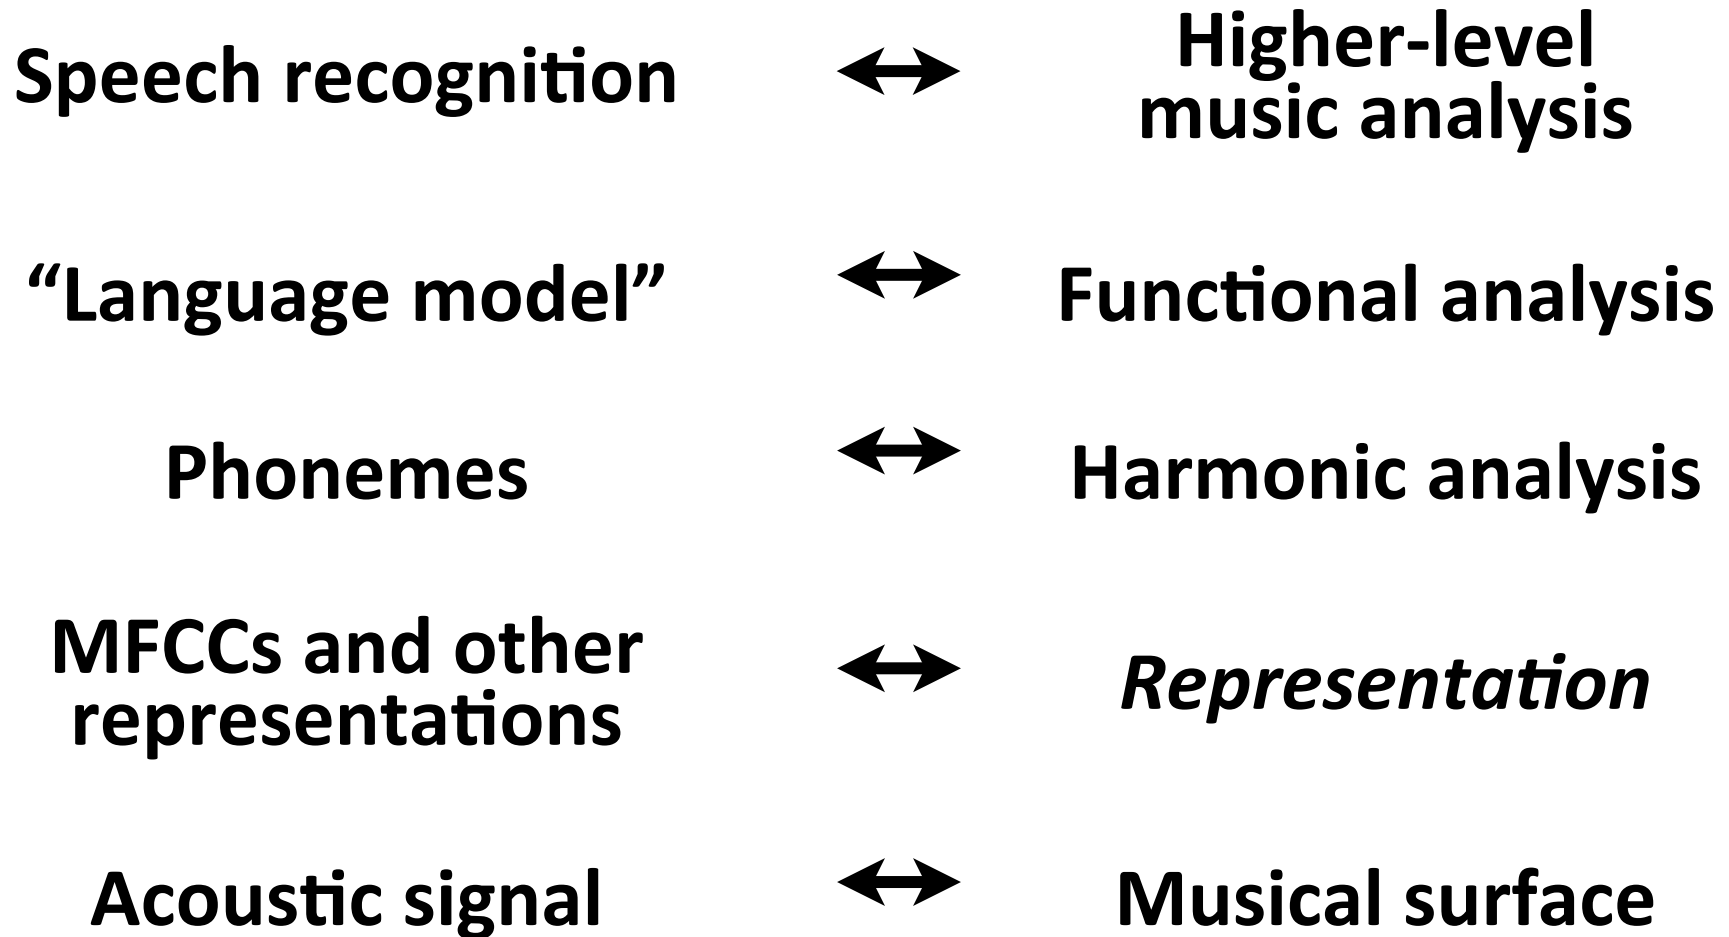 Speech recognition
Higher-level
music analysis
“Language model”
Functional analysis
Phonemes
Harmonic analysis
MFCCs and other
representations
Representation
Acoustic signal
Musical surface